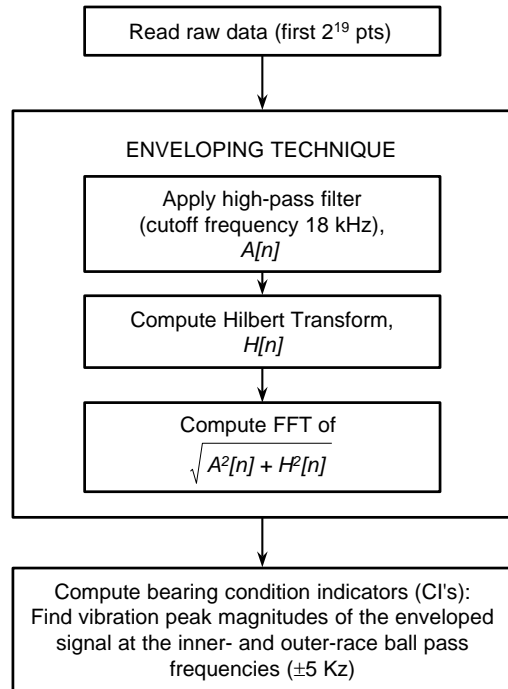 Read raw data (first 2¹⁹ pts)
ENVELOPING TECHNIQUE
Apply high-pass filter
(cutoff frequency 18 kHz),
A[n]
Compute Hilbert Transform,
H[n]
Compute FFT of
√A²[n] + H²[n]
Compute bearing condition indicators (CI's):
Find vibration peak magnitudes of the enveloped
signal at the inner- and outer-race ball pass
frequencies (±5 Kz)